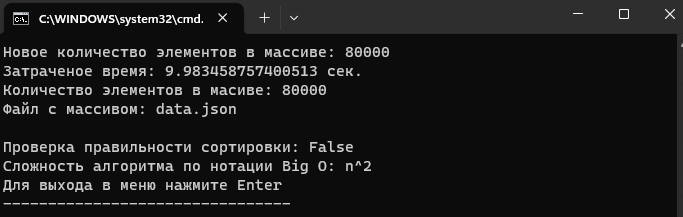 C:\WINDOWS\system32\cmd.
Новое количество элементов в массиве: 80000
Затраченое время: 9.983458757400513 сек.
Количество элементов в масиве: 80000
Файл с массивом: data.json
Проверка правильности сортировки: False
Сложность алгоритма по нотации Big O: n^2
Для выхода в меню нажмите Enter
--------------------------------